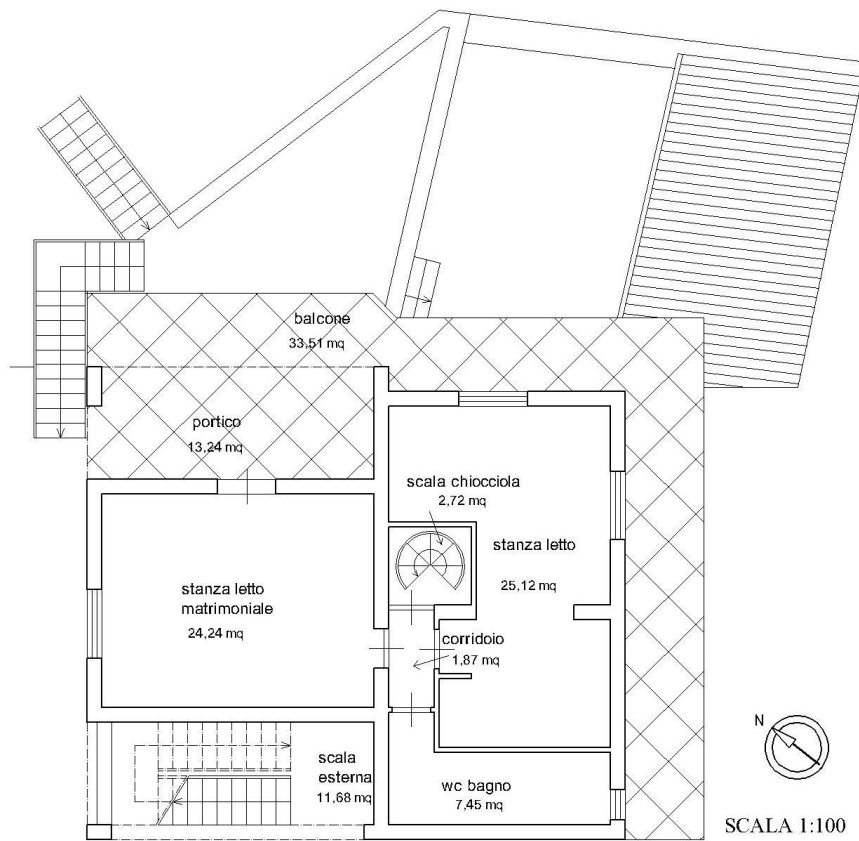 balcone
33,51 mq
portico
13,24 mq
scala chiocciola
2,72 mq
stanza letto
25,12 mq
stanza letto
matrimoniale
24,24 mq
corridoio
1,87 mq
scala
esterna
11,68 mq
wc bagno
7,45 mq
N
SCALA 1:100